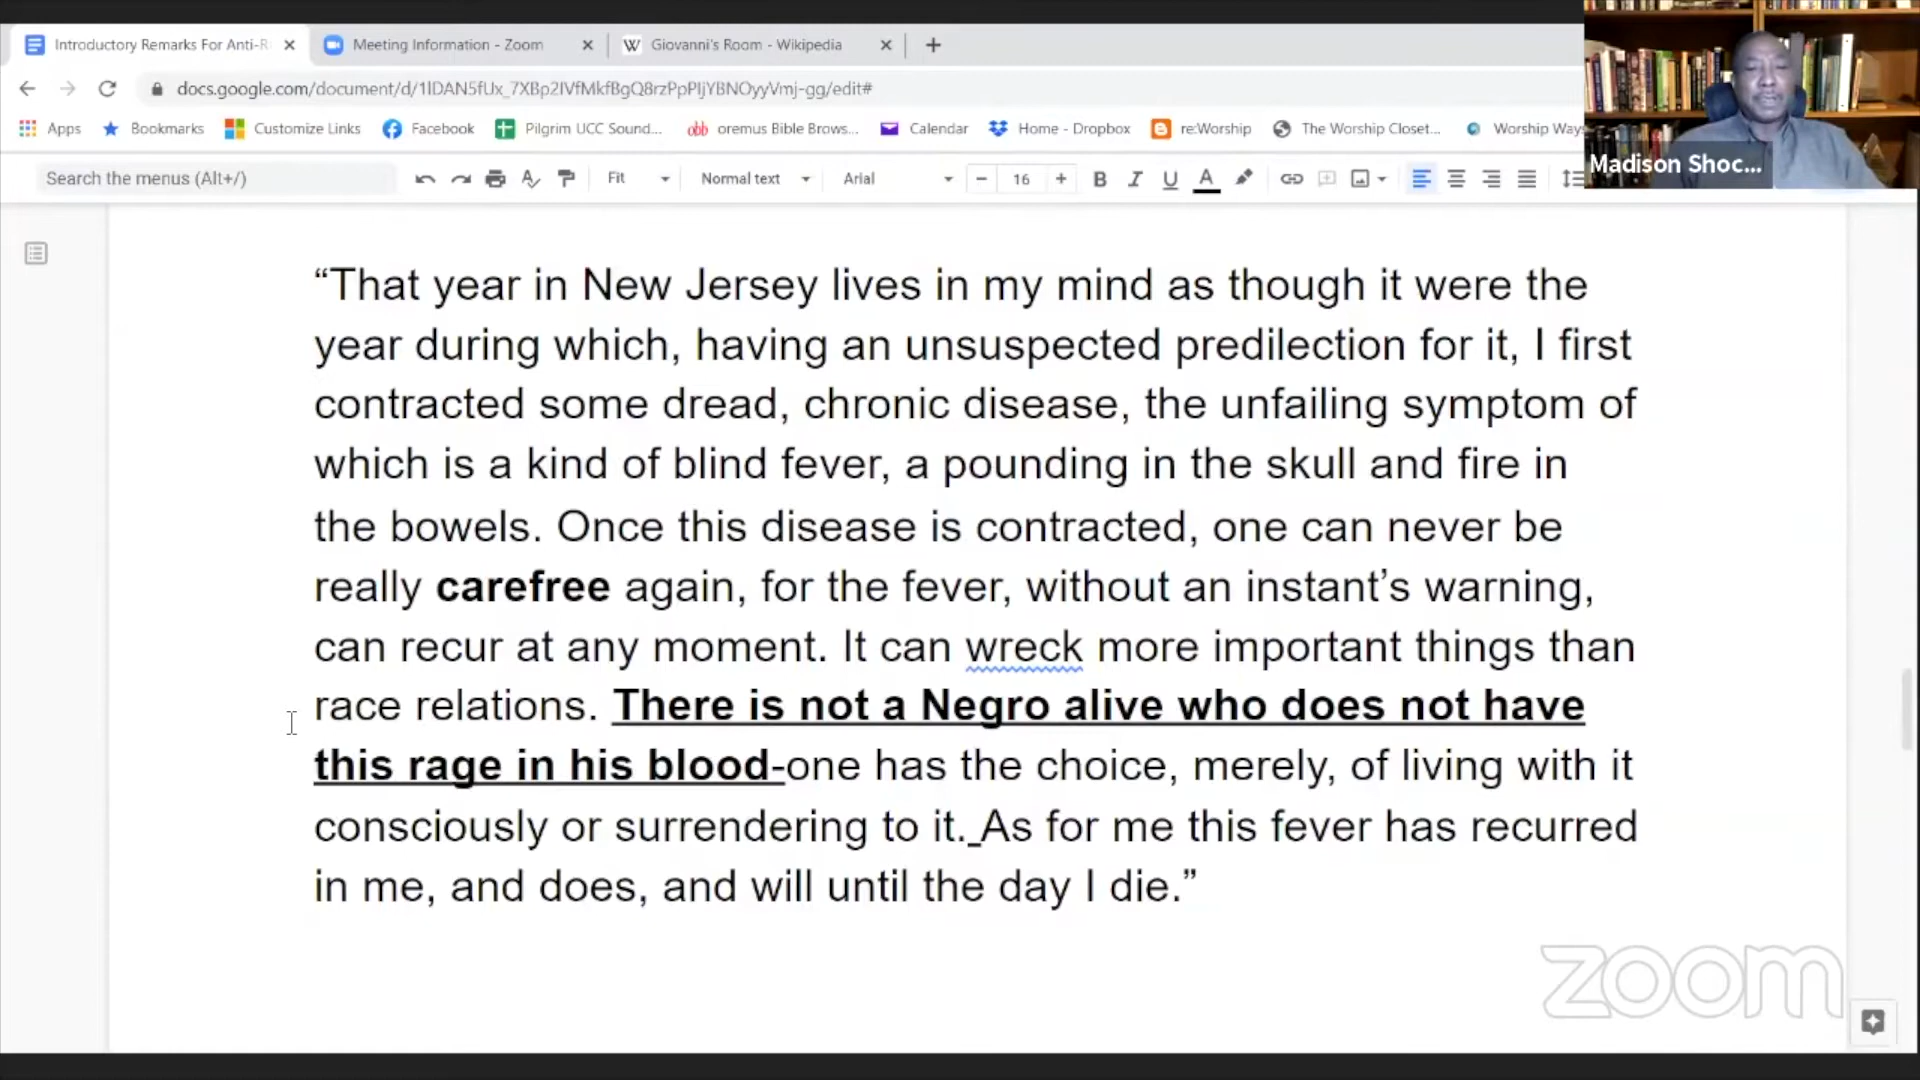 Introductory Remarks For Anti-R
Meeting Information - Zoom
Giovanni's Room - Wikipedia
docs.google.com/document/d/1lDAN5fUx_7XBp2IVfMkfBgQ8rzPpPIjYBNOyyVmj-gg/edit#
Apps Bookmarks Customize Links Facebook Pilgrim UCC Sound... oremus Bible Brows... Calendar Home - Dropbox re:Worship The Worship Closet... Worship Ways
Madison Shoc...
Search the menus (Alt+/) Fit Normal text Arial 16 B I U A
“That year in New Jersey lives in my mind as though it were the
year during which, having an unsuspected predilection for it, I first
contracted some dread, chronic disease, the unfailing symptom of
which is a kind of blind fever, a pounding in the skull and fire in
the bowels. Once this disease is contracted, one can never be
really carefree again, for the fever, without an instant’s warning,
can recur at any moment. It can wreck more important things than
race relations. There is not a Negro alive who does not have
this rage in his blood-one has the choice, merely, of living with it
consciously or surrendering to it. As for me this fever has recurred
in me, and does, and will until the day I die.”
zoom